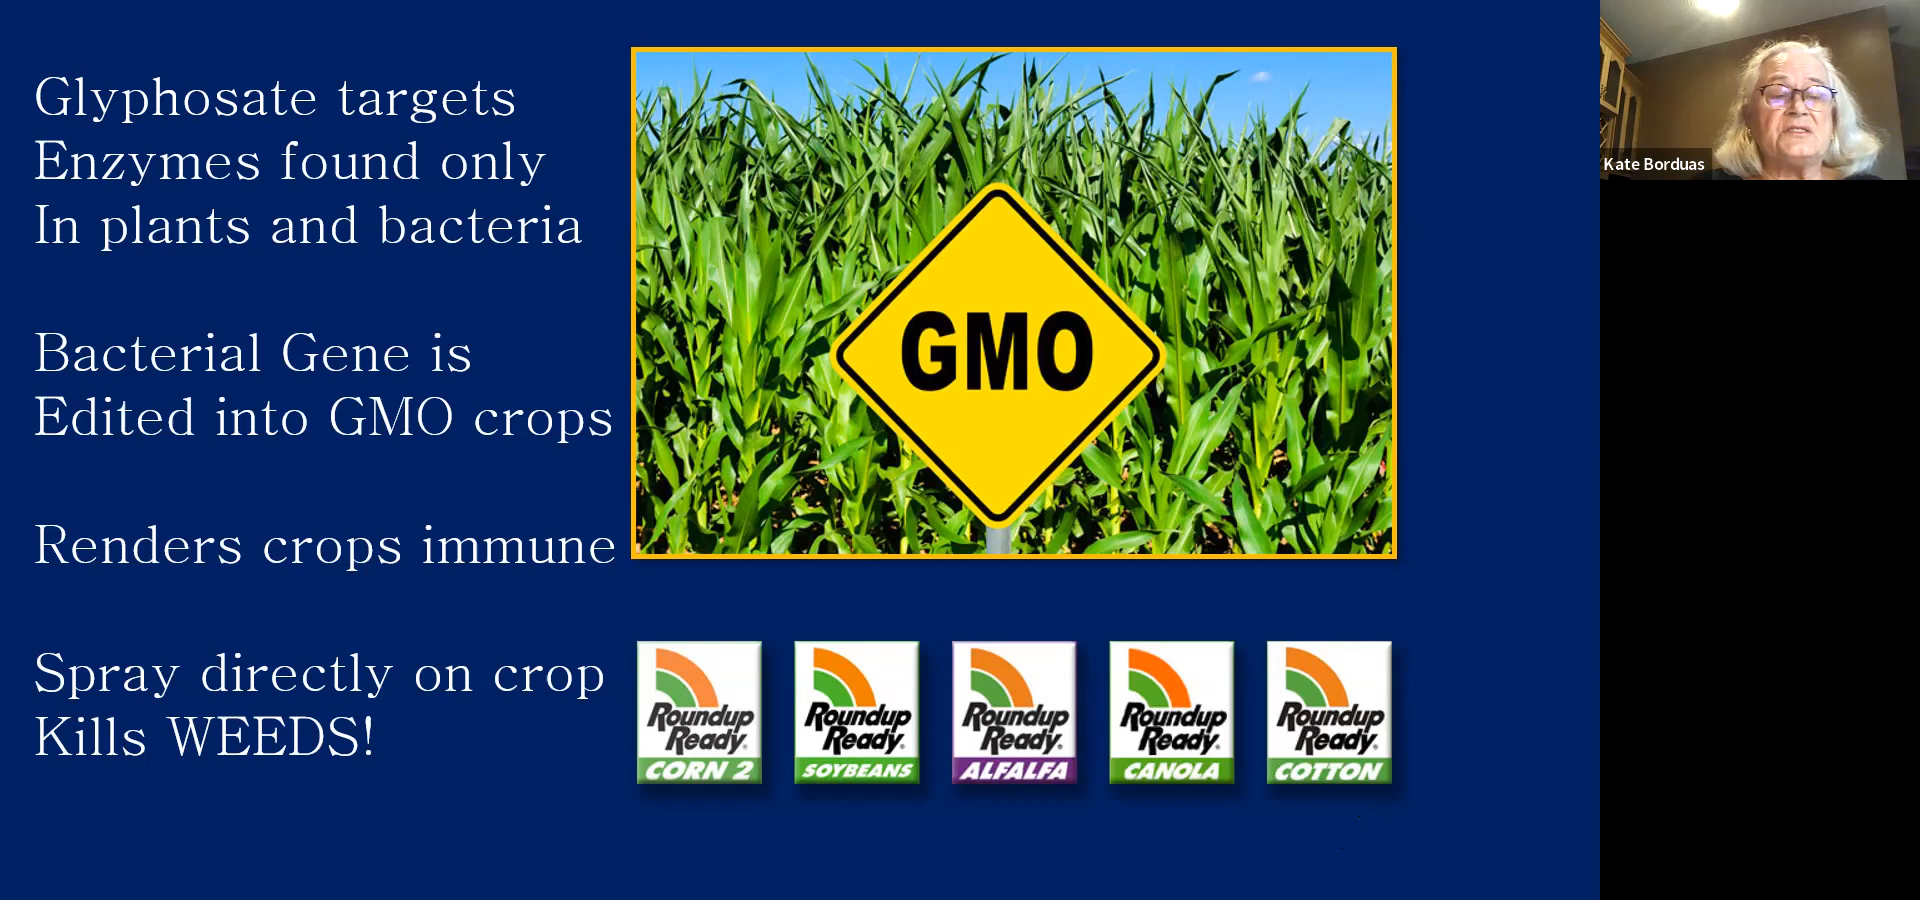 Glyphosate targets
Enzymes found only
In plants and bacteria
Bacterial Gene is
Edited into GMO crops
Renders crops immune
Spray directly on crop
Kills WEEDS!
GMO
Roundup
Ready
CORN 2
Roundup
Ready
SOYBEANS
Roundup
Ready
ALFALFA
Roundup
Ready
CANOLA
Roundup
Ready
COTTON
Kate Borduas